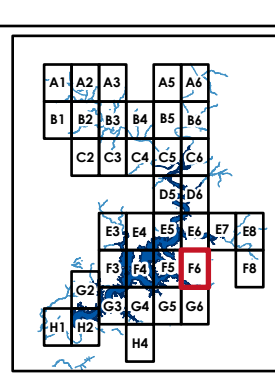 A1 A2 A3 A5 A6
B1 B2 B3 B4 B5 B6
C2 C3 C4 C5 C6
D5 D6
E3 E4 E5 E6 E7 E8
F3 F4 F5 F6 F8
G2
G3 G4 G5 G6
H1 H2
H4